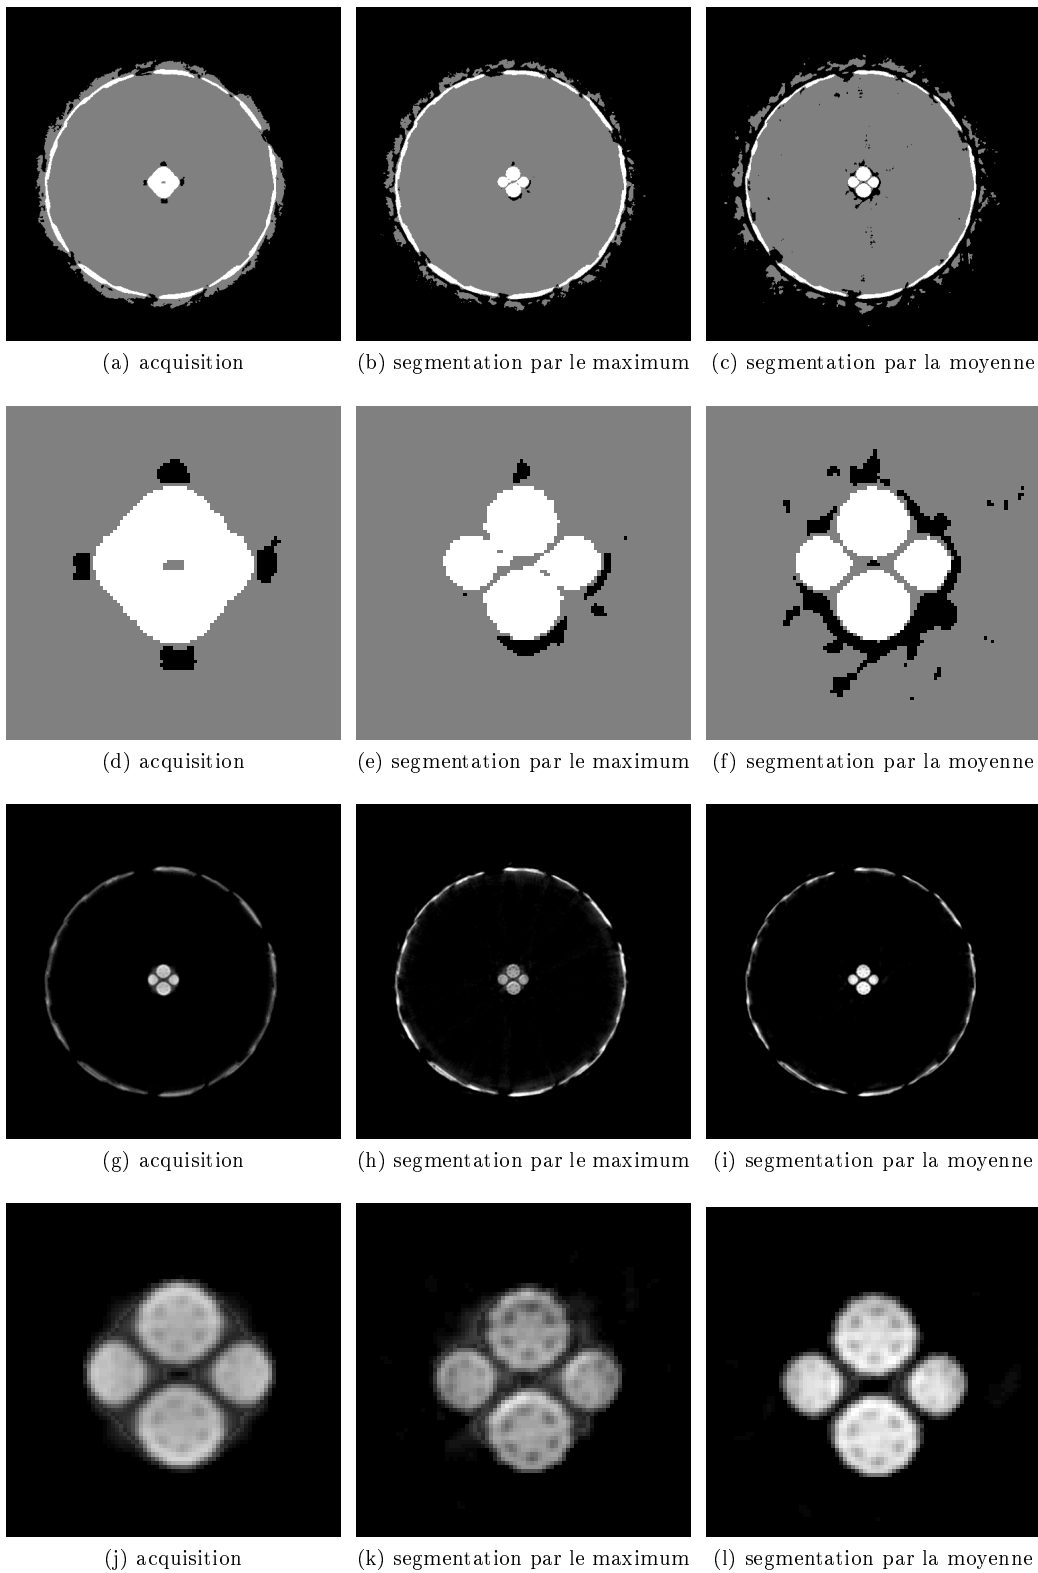 (a) acquisition
(b) segmentation par le maximum
(c) segmentation par la moyenne
(d) acquisition
(e) segmentation par le maximum
(f) segmentation par la moyenne
(g) acquisition
(h) segmentation par le maximum
(i) segmentation par la moyenne
(j) acquisition
(k) segmentation par le maximum
(l) segmentation par la moyenne